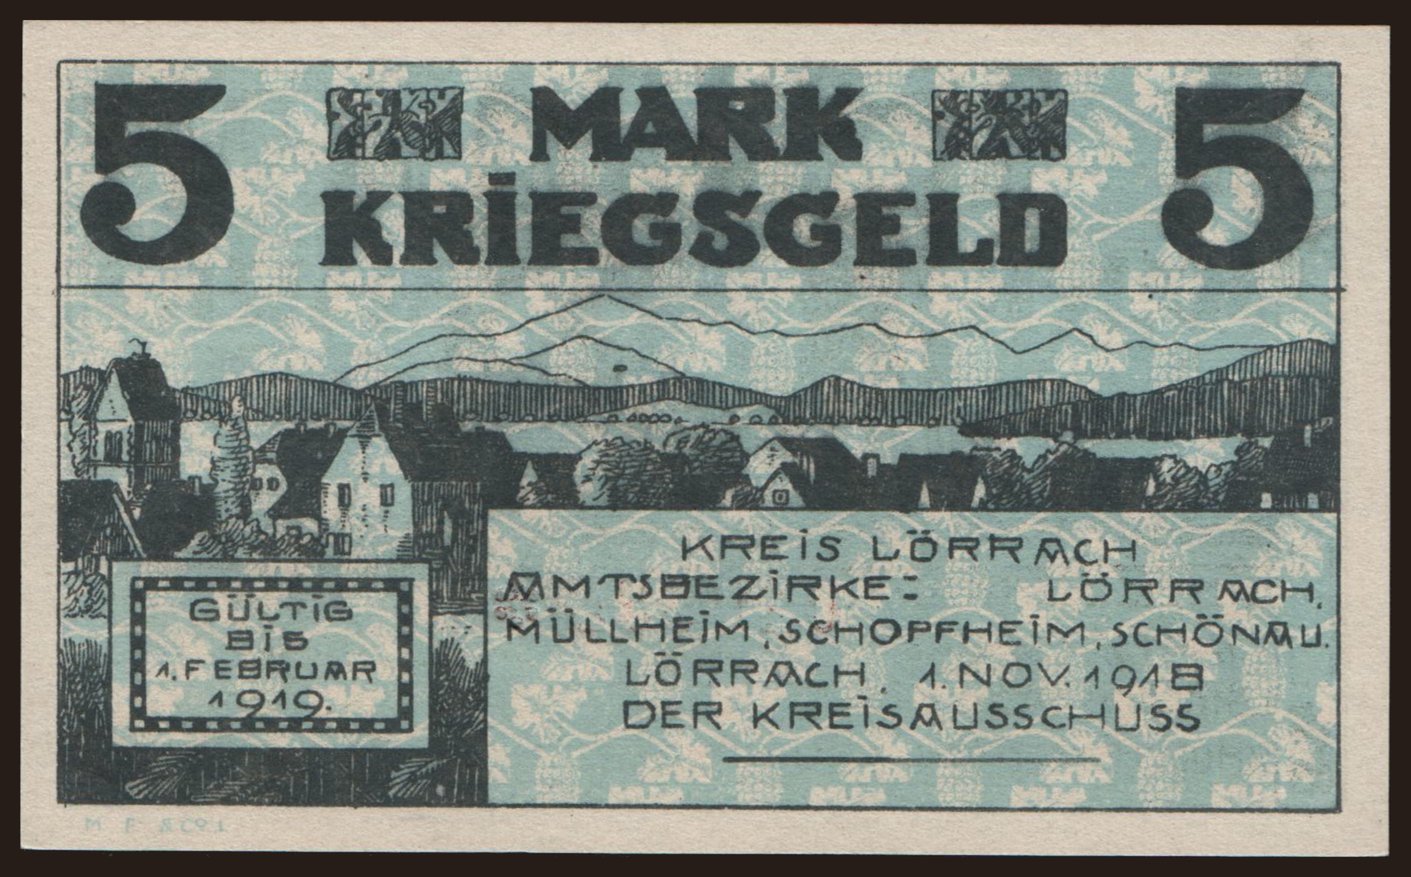 5 MARK 5
KRIEGSGELD
KREIS LÖRRACH
AMTSBEZIRKE: LÖRRACH,
MÜLLHEIM, SCHOPFHEIM, SCHÖNAU.
LÖRRACH, 1. NOV. 1918
DER KREISAUSSCHUSS
GÜLTIG
BIS
1. FEBRUAR
1919.